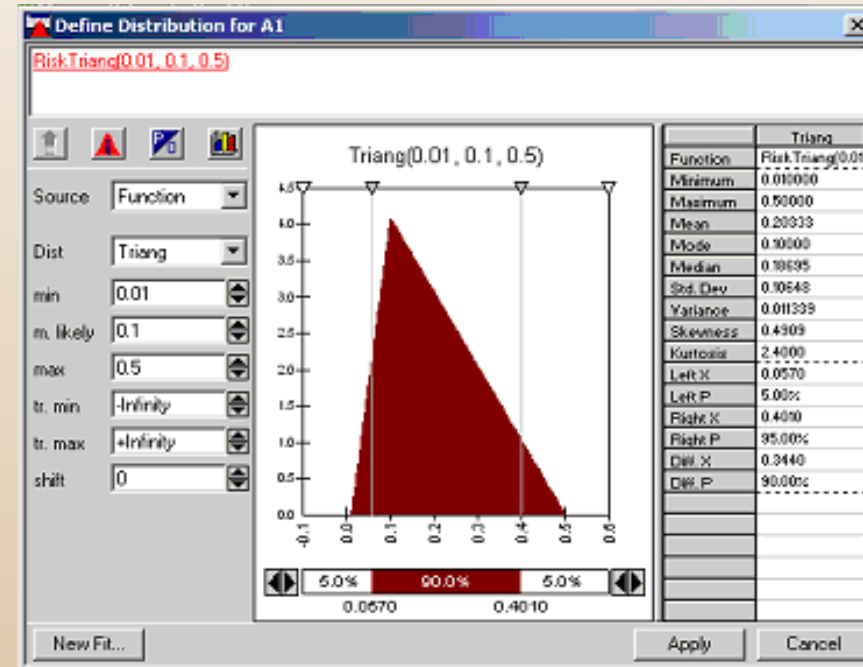 Define Distribution for A1
RiskTriang(0.01, 0.1, 0.5)
Source Function
Dist Triang
min 0.01
m. likely 0.1
max 0.5
tr. min -Infinity
tr. max +Infinity
shift 0
Triang(0.01, 0.1, 0.5)
4.5
4.0
3.5
3.0
2.5
2.0
1.5
1.0
0.5
0.0
-0.1 0.0 0.1 0.2 0.3 0.4 0.5 0.6
5.0% 90.0% 5.0%
0.0570 0.4010
Triang
Function RiskTriang(0.01
Minimum 0.010000
Maximum 0.50000
Mean 0.20333
Mode 0.10000
Median 0.18695
Std. Dev 0.10648
Variance 0.011339
Skewness 0.4909
Kurtosis 2.4000
Left X 0.0570
Left P 5.00%
Right X 0.4010
Right P 95.00%
Diff. X 0.3440
Diff. P 90.00%
New Fit... Apply Cancel